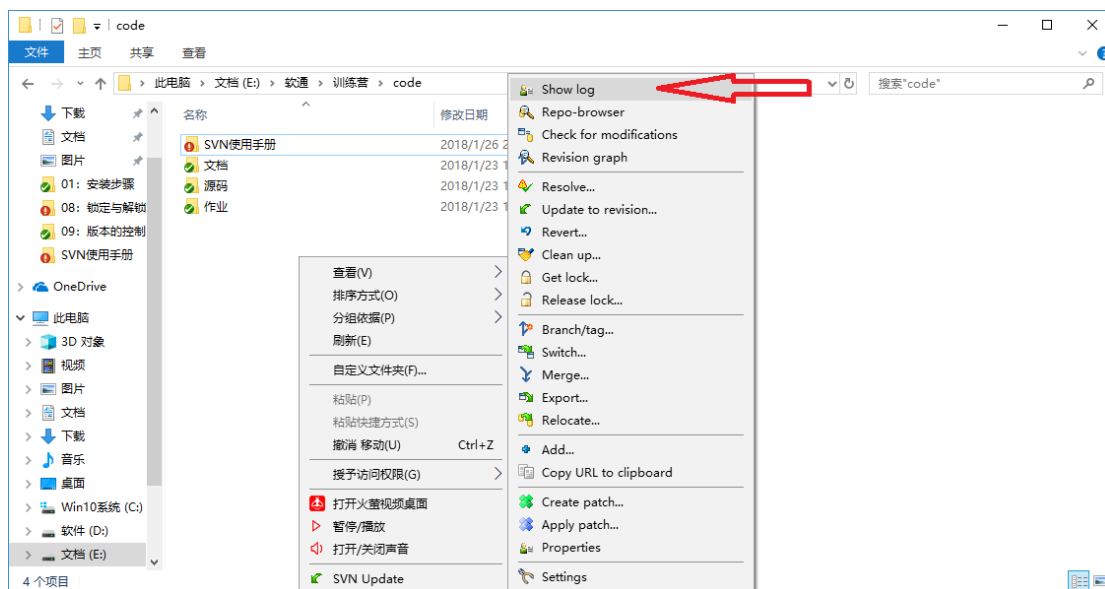 code
文件 主页 共享 查看
此电脑 › 文档 (E:) › 软通 › 训练营 › code
搜索"code"
下载
文档
图片
01：安装步骤
08：锁定与解锁
09：版本的控制
SVN使用手册
OneDrive
此电脑
3D 对象
视频
图片
文档
下载
音乐
桌面
Win10系统 (C:)
软件 (D:)
文档 (E:)
4 个项目
名称 修改日期
SVN使用手册 2018/1/26 2
文档 2018/1/23 1
源码 2018/1/23 1
作业 2018/1/23 1
查看(V)
排序方式(O)
分组依据(P)
刷新(E)
自定义文件夹(F)...
粘贴(P)
粘贴快捷方式(S)
撤消 移动(U) Ctrl+Z
授予访问权限(G)
打开火萤视频桌面
暂停/播放
打开/关闭声音
SVN Update
Show log
Repo-browser
Check for modifications
Revision graph
Resolve...
Update to revision...
Revert...
Clean up...
Get lock...
Release lock...
Branch/tag...
Switch...
Merge...
Export...
Relocate...
Add...
Copy URL to clipboard
Create patch...
Apply patch...
Properties
Settings